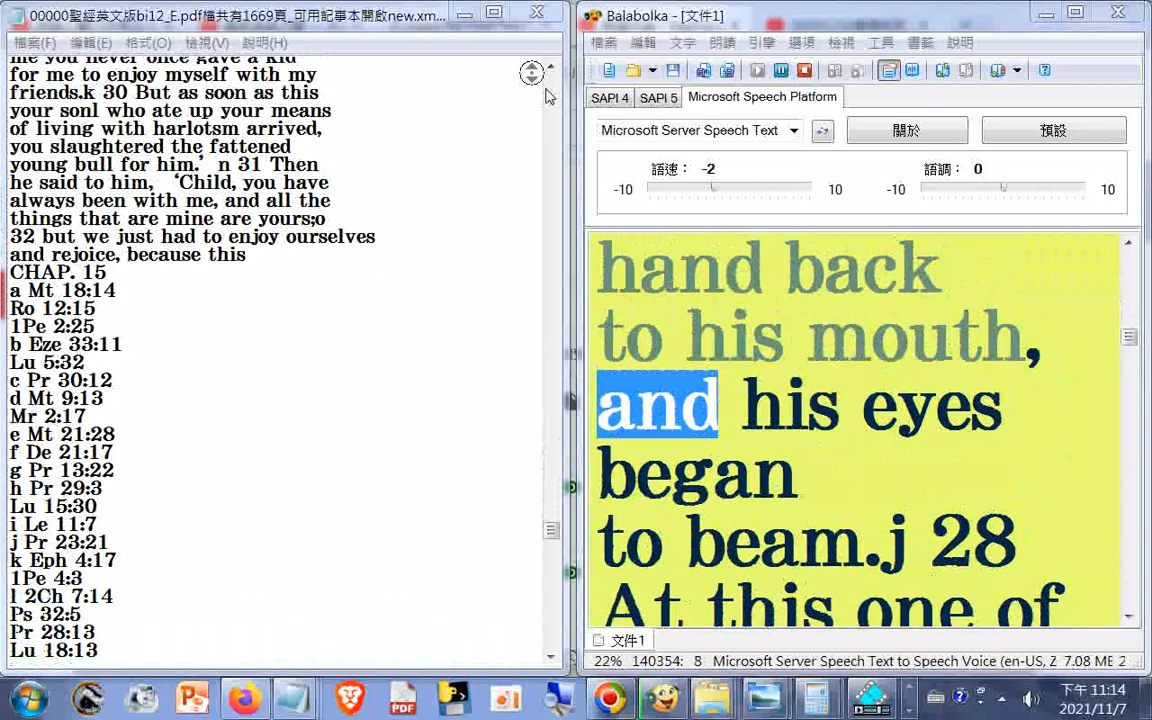 00000聖經英文版bi12_E.pdf檔共有1669頁_可用記事本開啟new.xm...
檔案(F) 編輯(E) 格式(O) 檢視(V) 說明(H)
me you never once gave a kid
for me to enjoy myself with my
friends.k 30 But as soon as this
your sonl who ate up your means
of living with harlotsm arrived,
you slaughtered the fattened
young bull for him.’ n 31 Then
he said to him, ‘Child, you have
always been with me, and all the
things that are mine are yours;o
32 but we just had to enjoy ourselves
and rejoice, because this
CHAP. 15
a Mt 18:14
Ro 12:15
1Pe 2:25
b Eze 33:11
Lu 5:32
c Pr 30:12
d Mt 9:13
Mr 2:17
e Mt 21:28
f De 21:17
g Pr 13:22
h Pr 29:3
Lu 15:30
i Le 11:7
j Pr 23:21
k Eph 4:17
1Pe 4:3
l 2Ch 7:14
Ps 32:5
Pr 28:13
Lu 18:13
Balabolka - [文件1]
檔案 編輯 文字 朗讀 引擎 選項 檢視 工具 書籤 說明
SAPI 4 SAPI 5 Microsoft Speech Platform
Microsoft Server Speech Text 關於 預設
語速: -2 語調: 0
-10 10 -10 10
hand back
to his mouth,
and his eyes
began
to beam.j 28
At this one of
文件1
22% 140354: 8 Microsoft Server Speech Text to Speech Voice (en-US, Z 7.08 ME 2
PDF
下午 11:14
2021/11/7